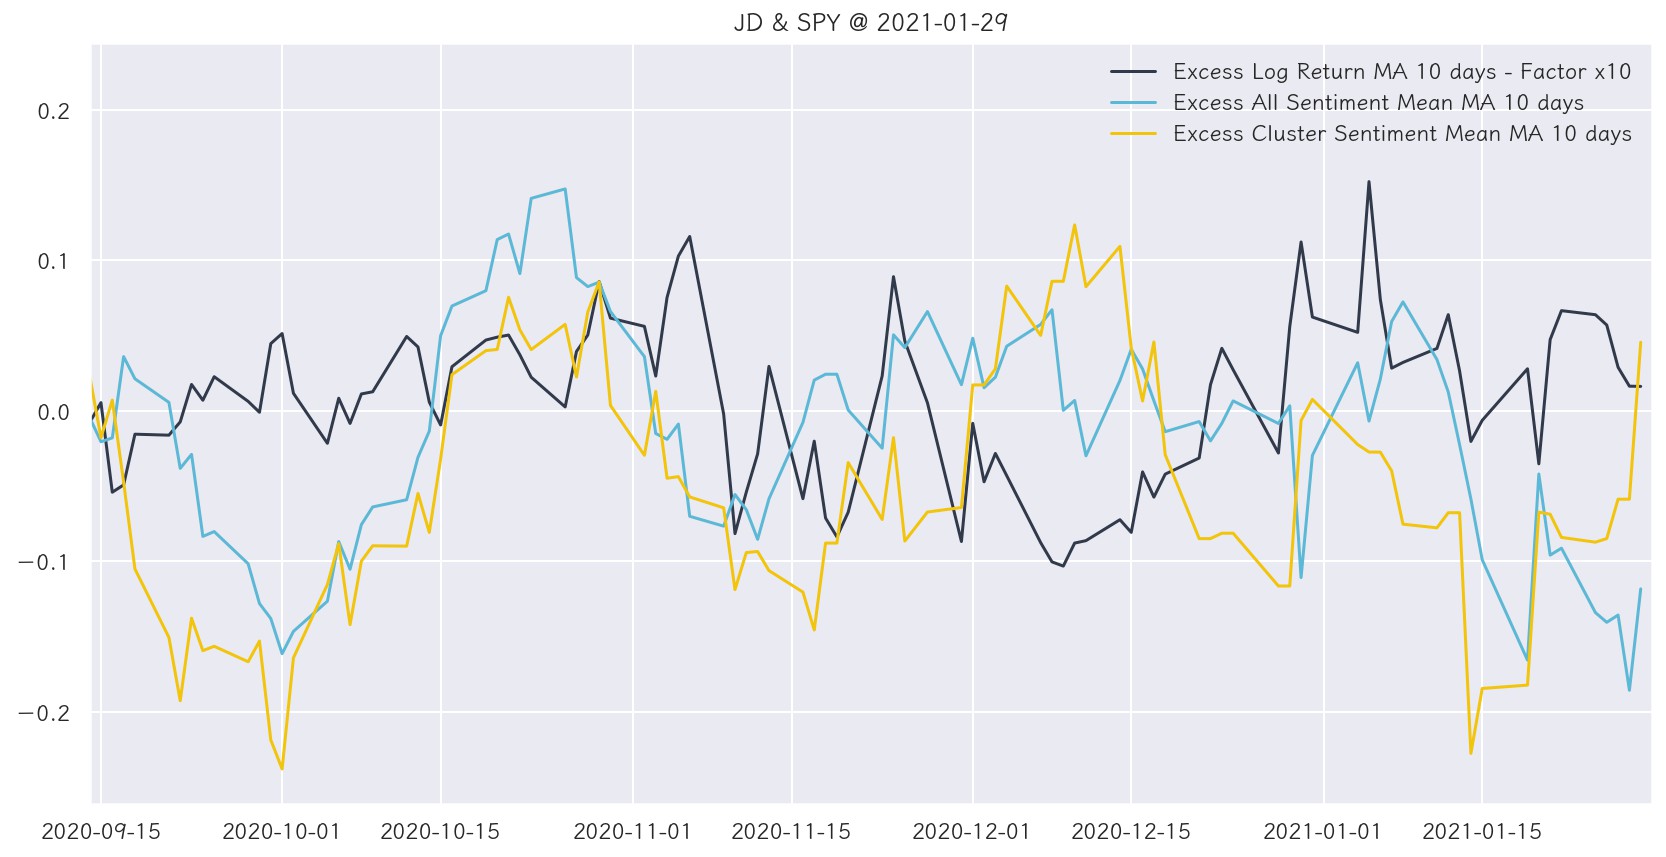 JD & SPY @ 2021-01-29
Excess Log Return MA 10 days - Factor x10
Excess All Sentiment Mean MA 10 days
Excess Cluster Sentiment Mean MA 10 days
0.2
0.1
0.0
−0.1
−0.2
2020-09-15 2020-10-01 2020-10-15 2020-11-01 2020-11-15 2020-12-01 2020-12-15 2021-01-01 2021-01-15